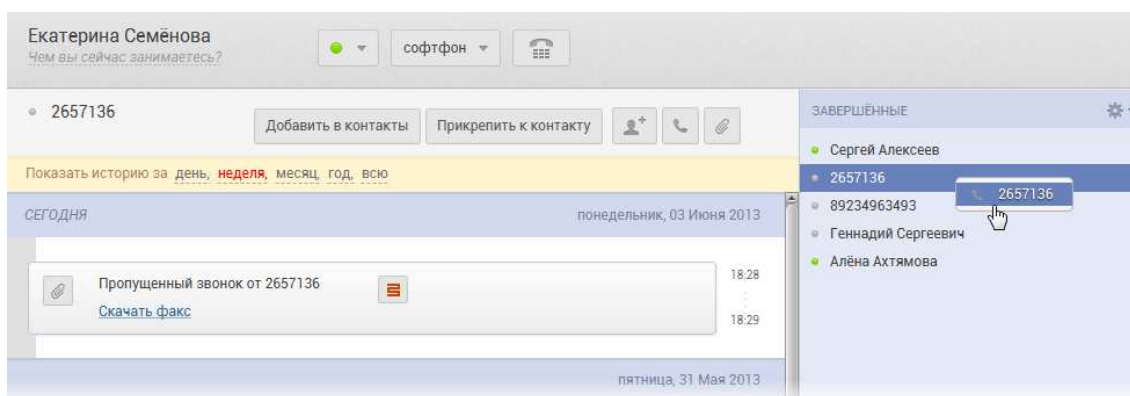 Екатерина Семёнова
Чем вы сейчас занимаетесь?
софтфон
2657136
Добавить в контакты
Прикрепить к контакту
Показать историю за день, неделя, месяц, год, всю
СЕГОДНЯ
понедельник, 03 Июня 2013
Пропущенный звонок от 2657136
Скачать факс
18:28
18:29
пятница, 31 Мая 2013
ЗАВЕРШЁННЫЕ
Сергей Алексеев
2657136
2657136
89234963493
Геннадий Сергеевич
Алёна Ахтямова